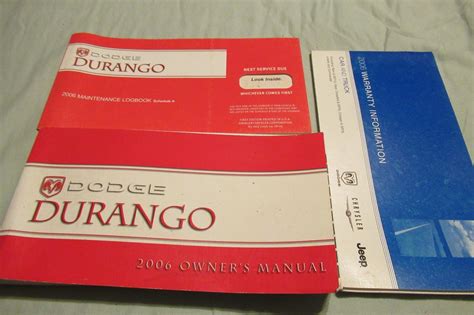 DODGE
DURANGO
2006 MAINTENANCE LOGBOOK Schedule A
NEXT SERVICE DUE
Look Inside
WHICHEVER COMES FIRST
DODGE
DURANGO
2006 OWNER'S MANUAL
2006 WARRANTY INFORMATION
CAR AND TRUCK
CHRYSLER
Jeep